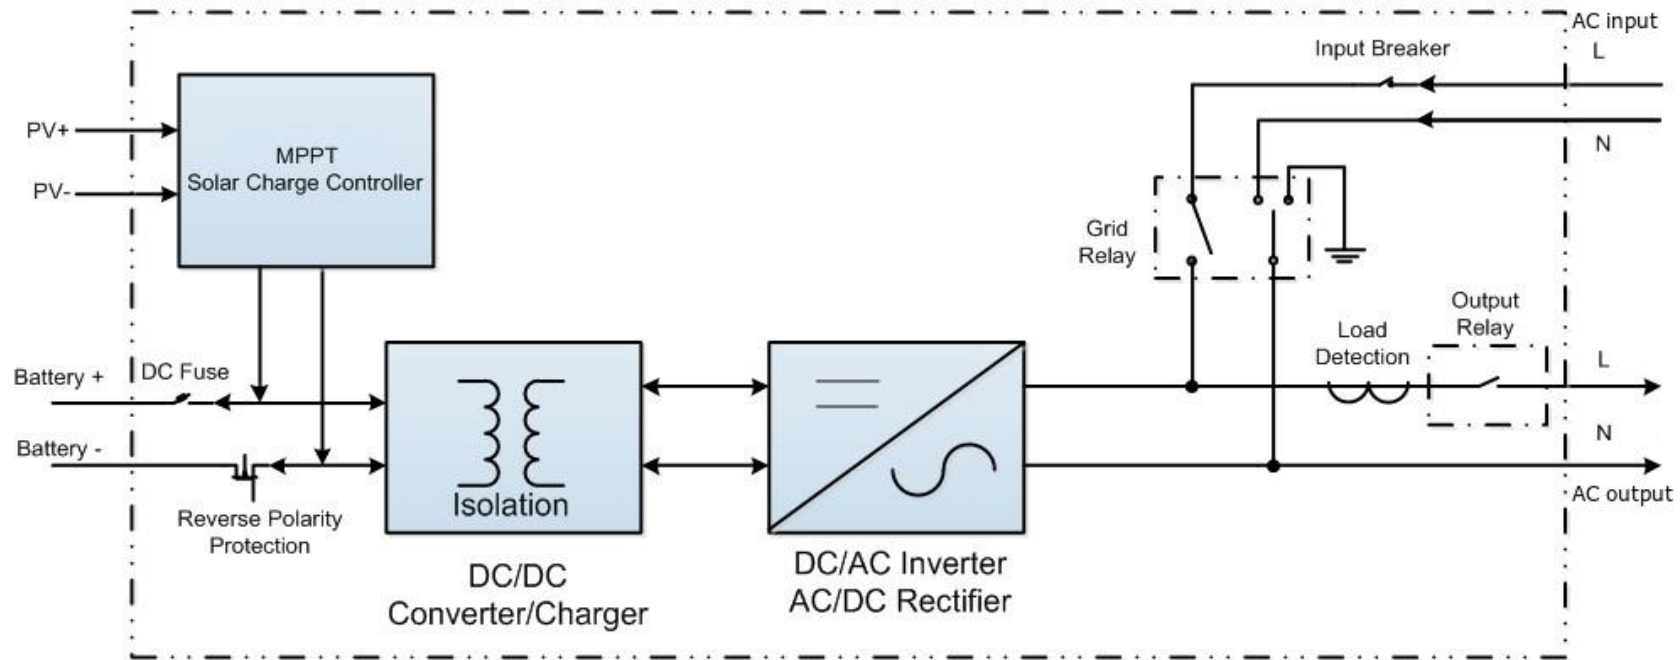 AC input
L
Input Breaker
N
PV+
PV-
MPPT
Solar Charge Controller
Grid
Relay
Output
Relay
Load
Detection
L
N
AC output
Battery +
DC Fuse
Battery -
Reverse Polarity
Protection
Isolation
DC/DC
Converter/Charger
DC/AC Inverter
AC/DC Rectifier